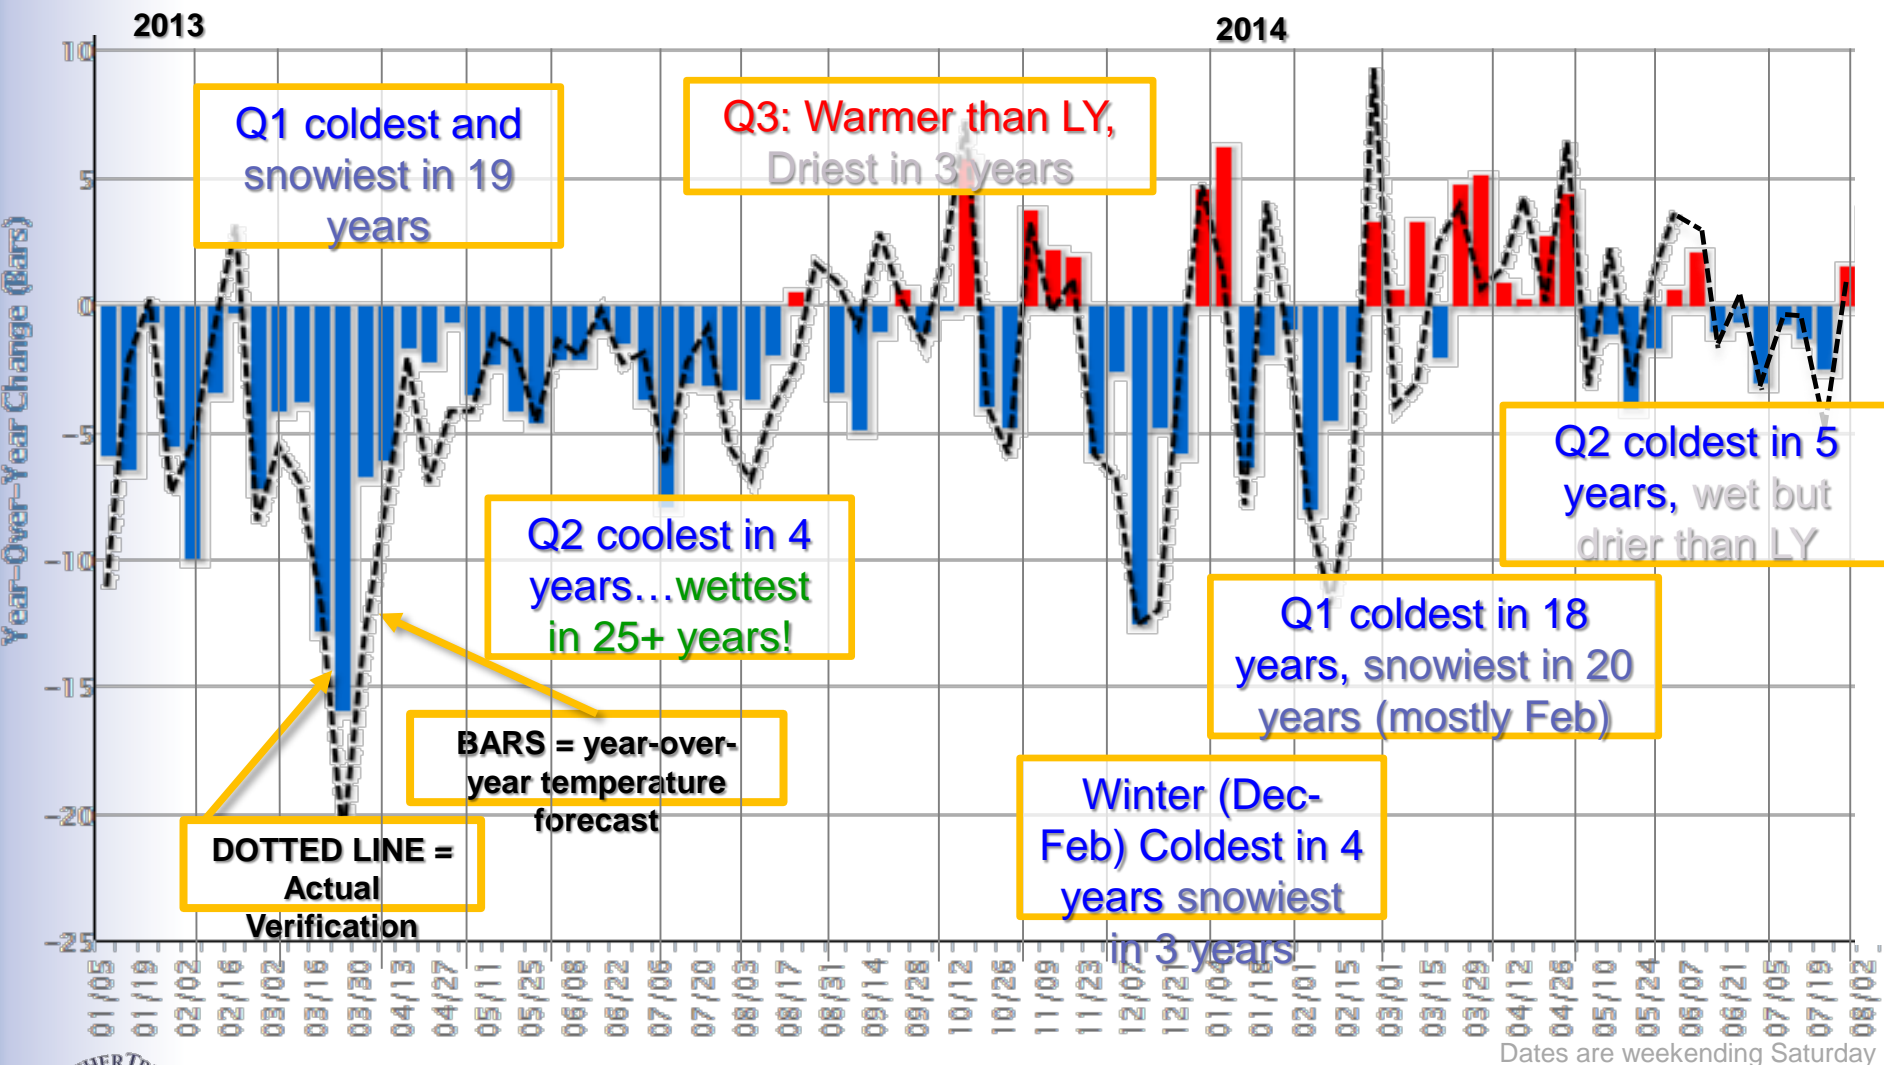 2013
2014
10
5
0
-5
-10
-15
-20
-25
Year-Over-Year Change (Bars)
Q1 coldest and
snowiest in 19
years
Q3: Warmer than LY,
Driest in 3 years
Q2 coldest in 5
years, wet but
drier than LY
Q2 coolest in 4
years…wettest
in 25+ years!
Q1 coldest in 18
years, snowiest in 20
years (mostly Feb)
BARS = year-over-
year temperature
forecast
Winter (Dec-
Feb) Coldest in 4
years snowiest
in 3 years
DOTTED LINE =
Actual
Verification
01/05
01/19
02/02
02/16
03/02
03/16
03/30
04/13
04/27
05/11
05/25
06/08
06/22
07/06
07/20
08/03
08/17
08/31
09/14
09/28
10/12
10/26
11/09
11/23
12/07
12/21
01/04
01/18
02/01
02/15
03/01
03/15
03/29
04/12
04/26
05/10
05/24
06/07
06/21
07/05
07/19
08/02
Dates are weekending Saturday